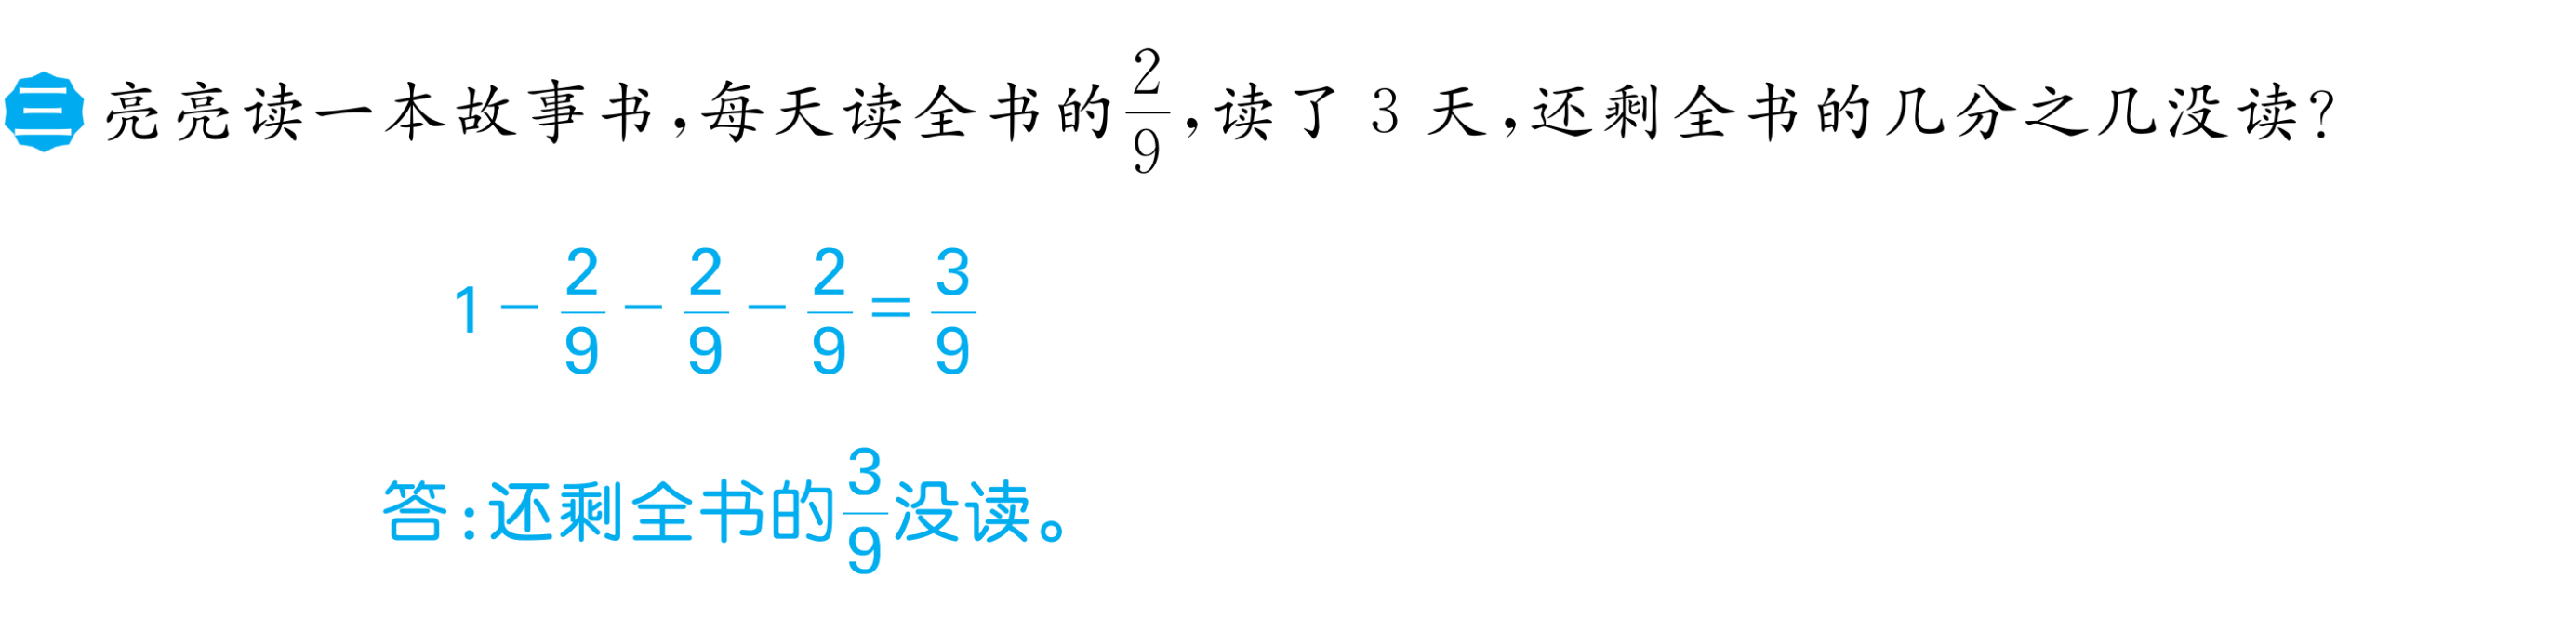 三 亮亮读一本故事书,每天读全书的2/9,读了 3 天,还剩全书的几分之几没读?
1 − 2/9 − 2/9 − 2/9 = 3/9
答:还剩全书的3/9没读。